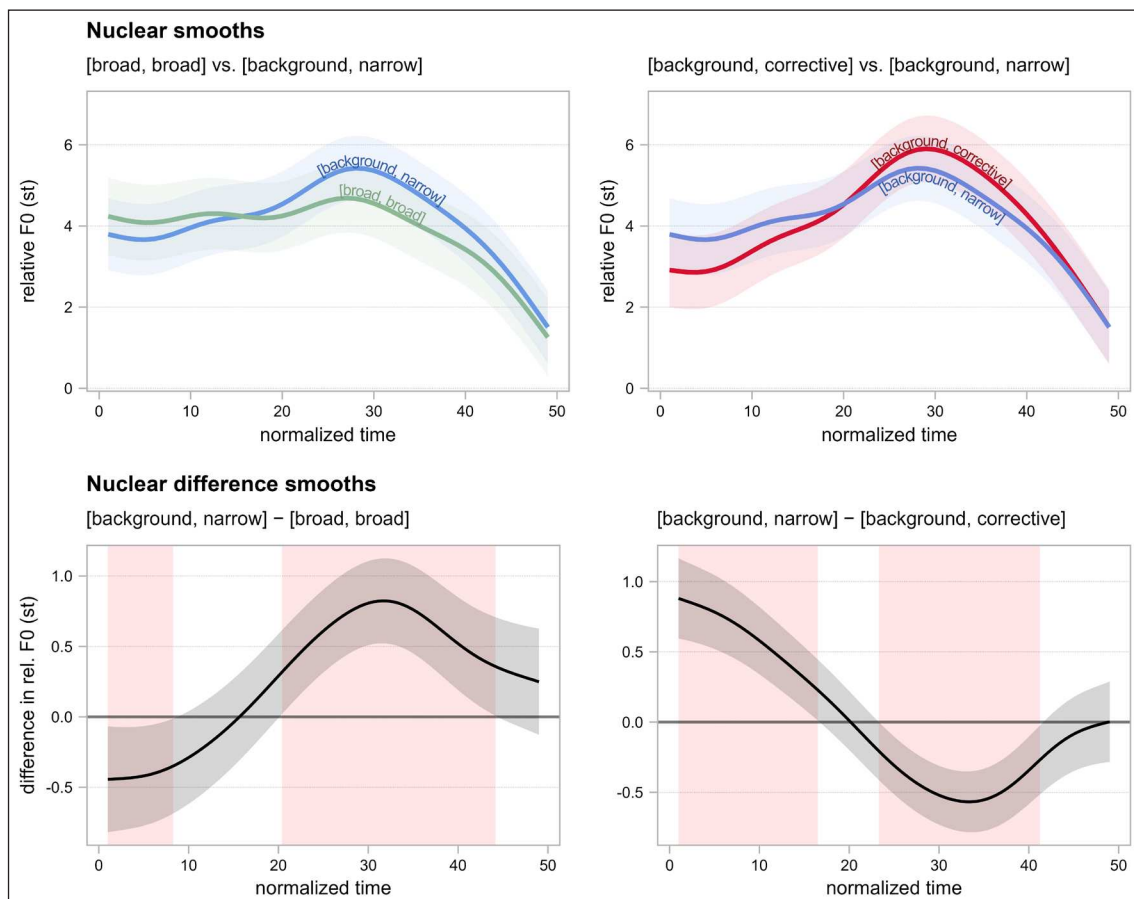 Nuclear smooths
[broad, broad] vs. [background, narrow]
[background, corrective] vs. [background, narrow]
relative F0 (st)
6
4
2
0
[background, narrow]
[broad, broad]
0 10 20 30 40 50
normalized time
relative F0 (st)
6
4
2
0
[background, corrective]
[background, narrow]
0 10 20 30 40 50
normalized time
Nuclear difference smooths
[background, narrow] − [broad, broad]
[background, narrow] − [background, corrective]
difference in rel. F0 (st)
1.0
0.5
0.0
-0.5
0 10 20 30 40 50
normalized time
1.0
0.5
0.0
-0.5
0 10 20 30 40 50
normalized time